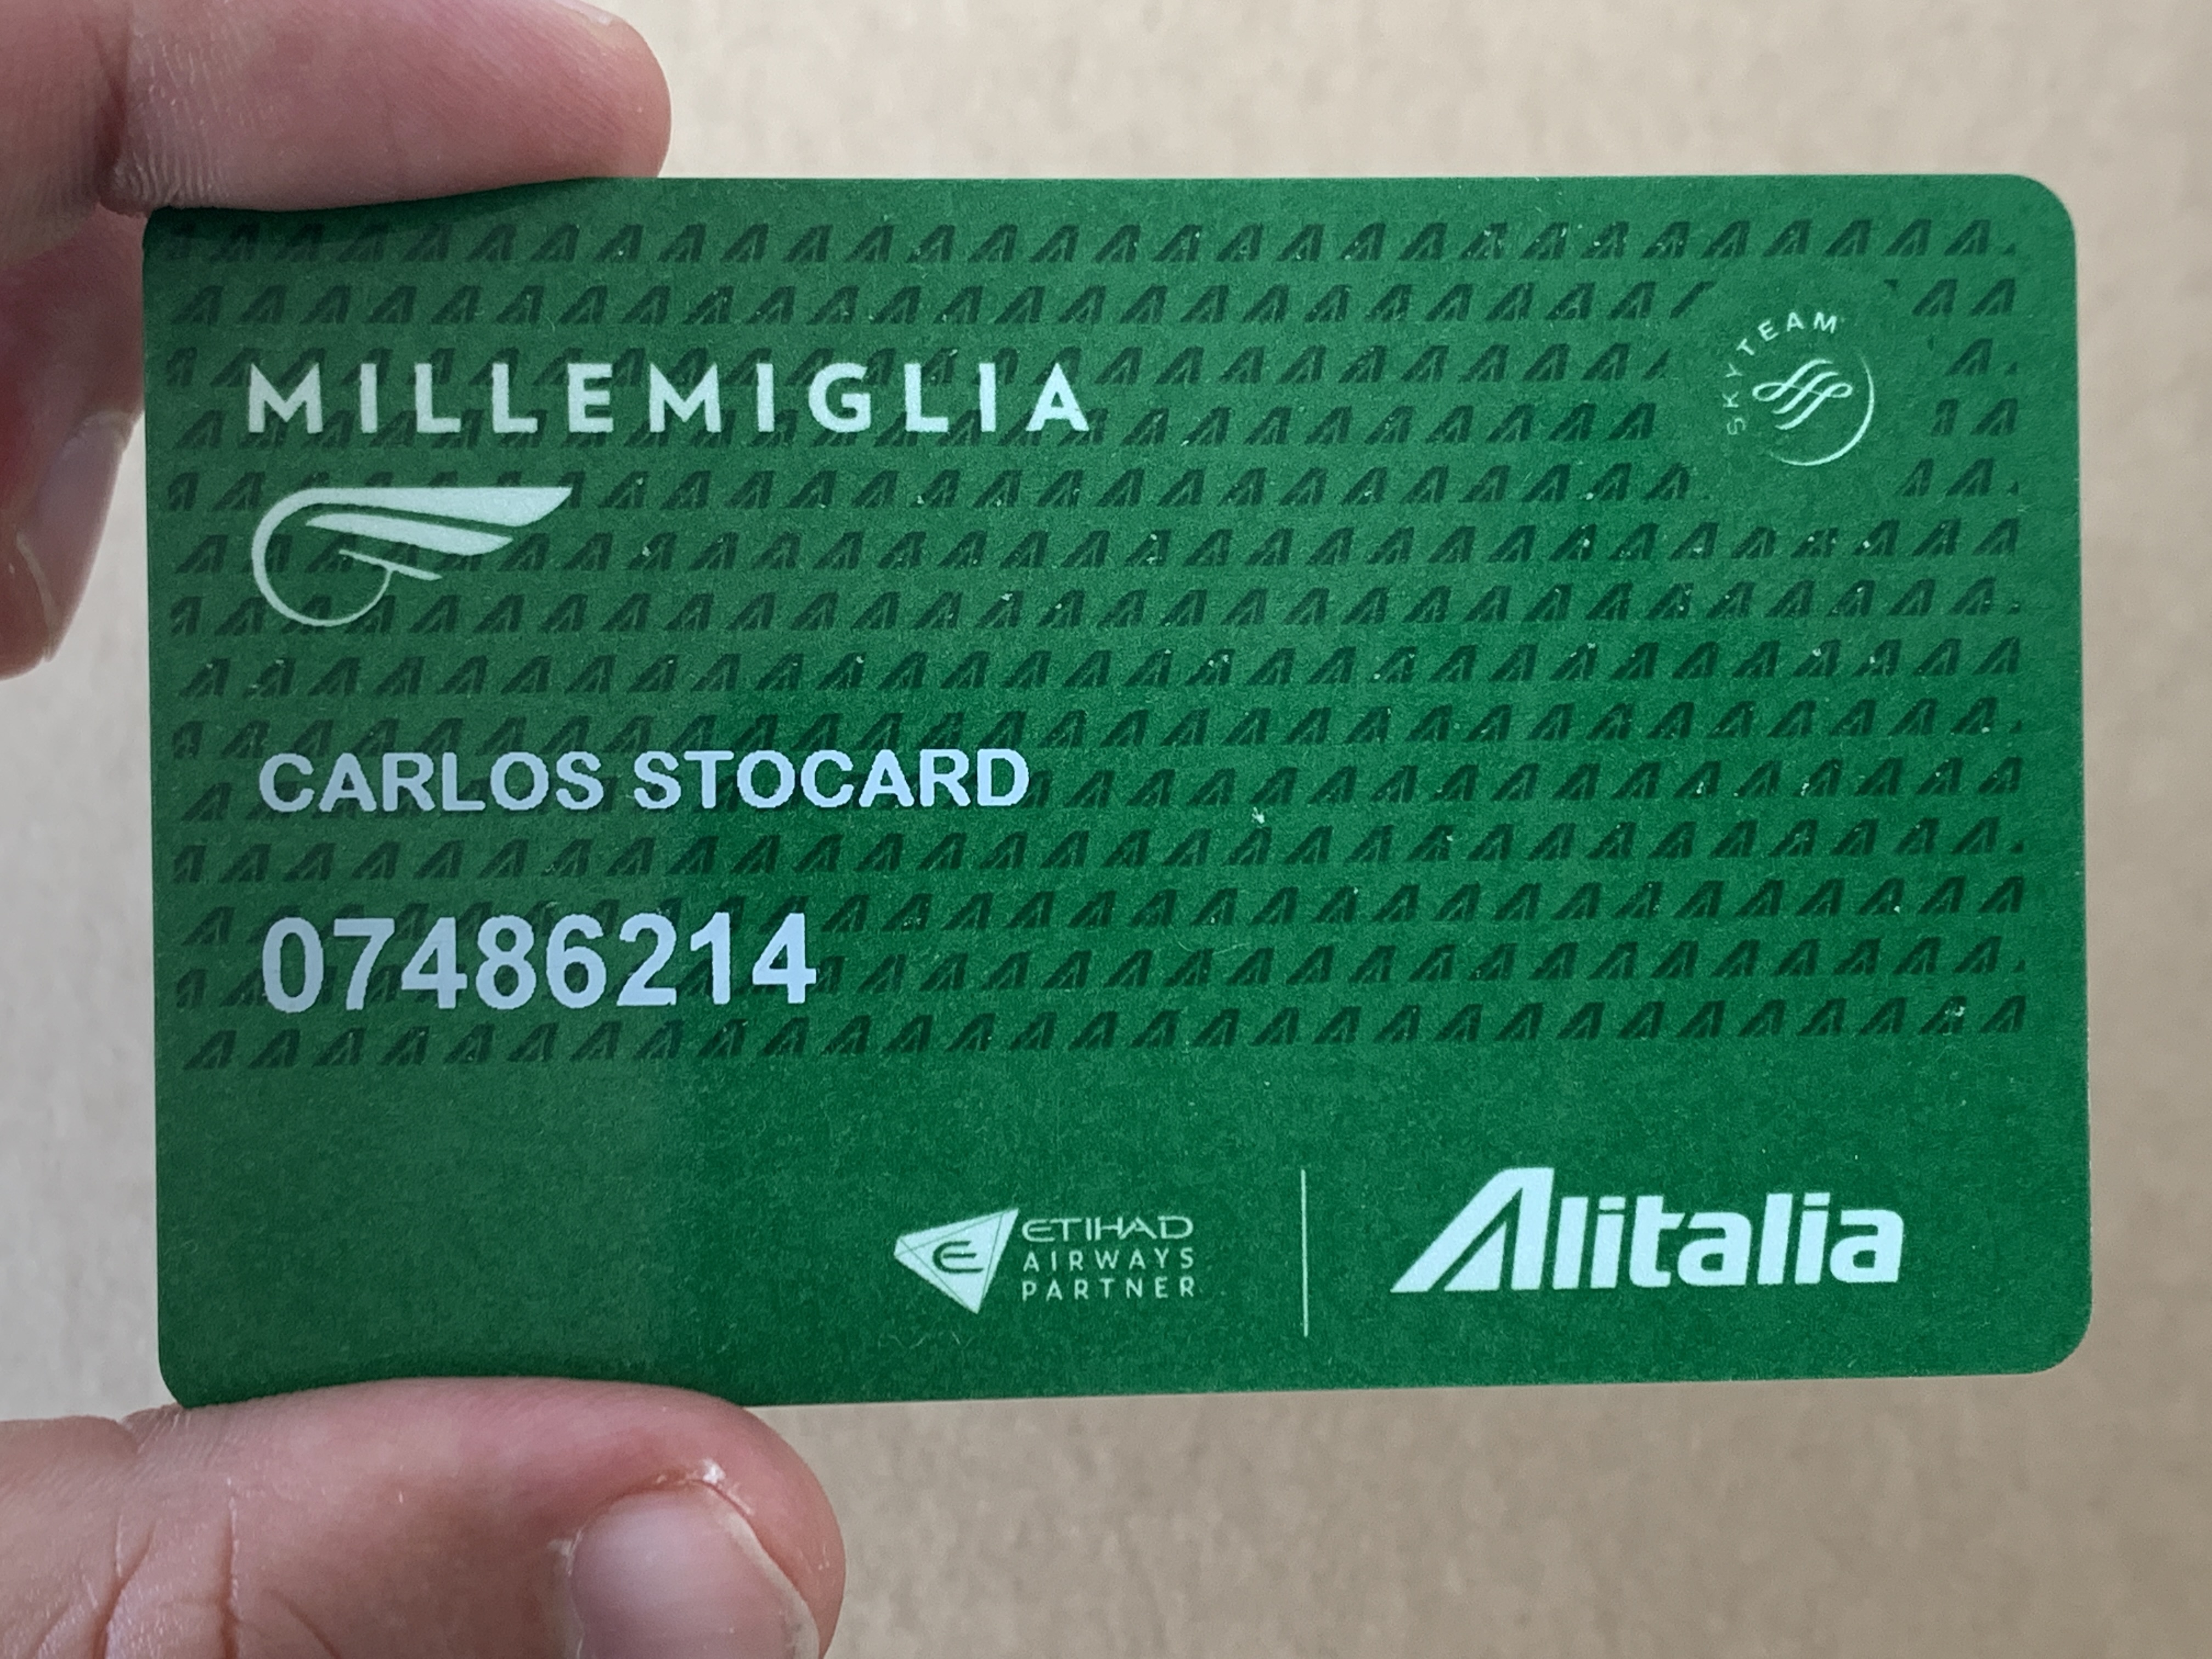 MILLEMIGLIA
SKYTEAM
CARLOS STOCARD
07486214
ETIHAD
AIRWAYS
PARTNER
Alitalia